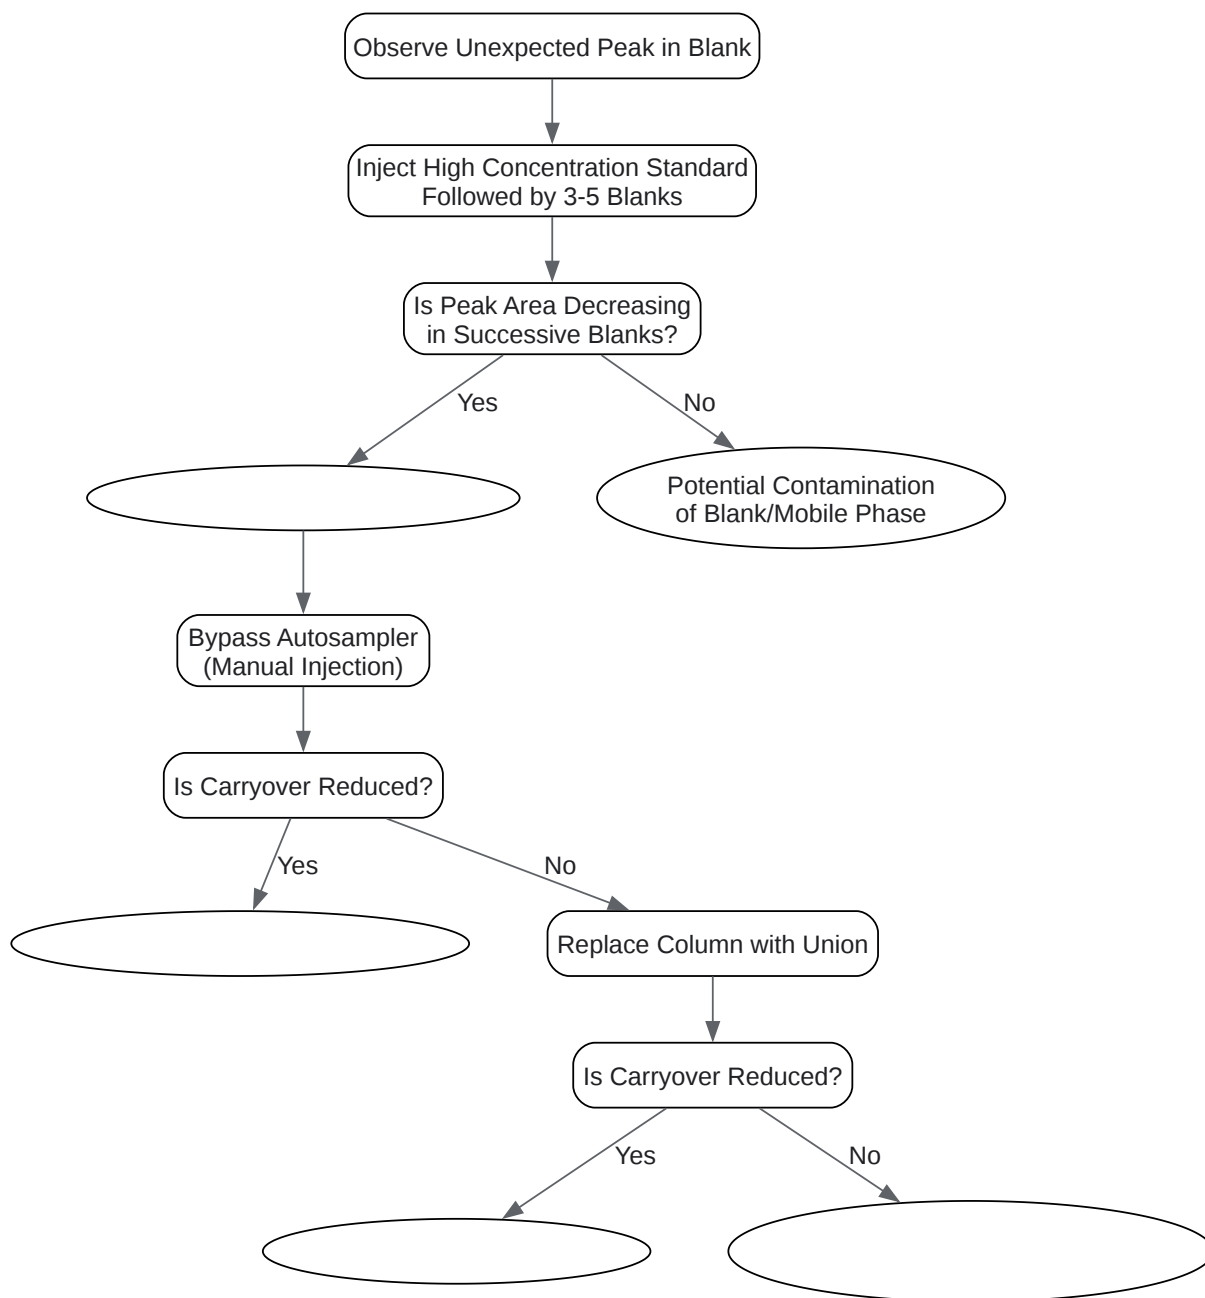 Observe Unexpected Peak in Blank
Inject High Concentration Standard
Followed by 3-5 Blanks
Is Peak Area Decreasing
in Successive Blanks?
Yes
No
Potential Contamination
of Blank/Mobile Phase
Bypass Autosampler
(Manual Injection)
Is Carryover Reduced?
Yes
No
Replace Column with Union
Is Carryover Reduced?
Yes
No